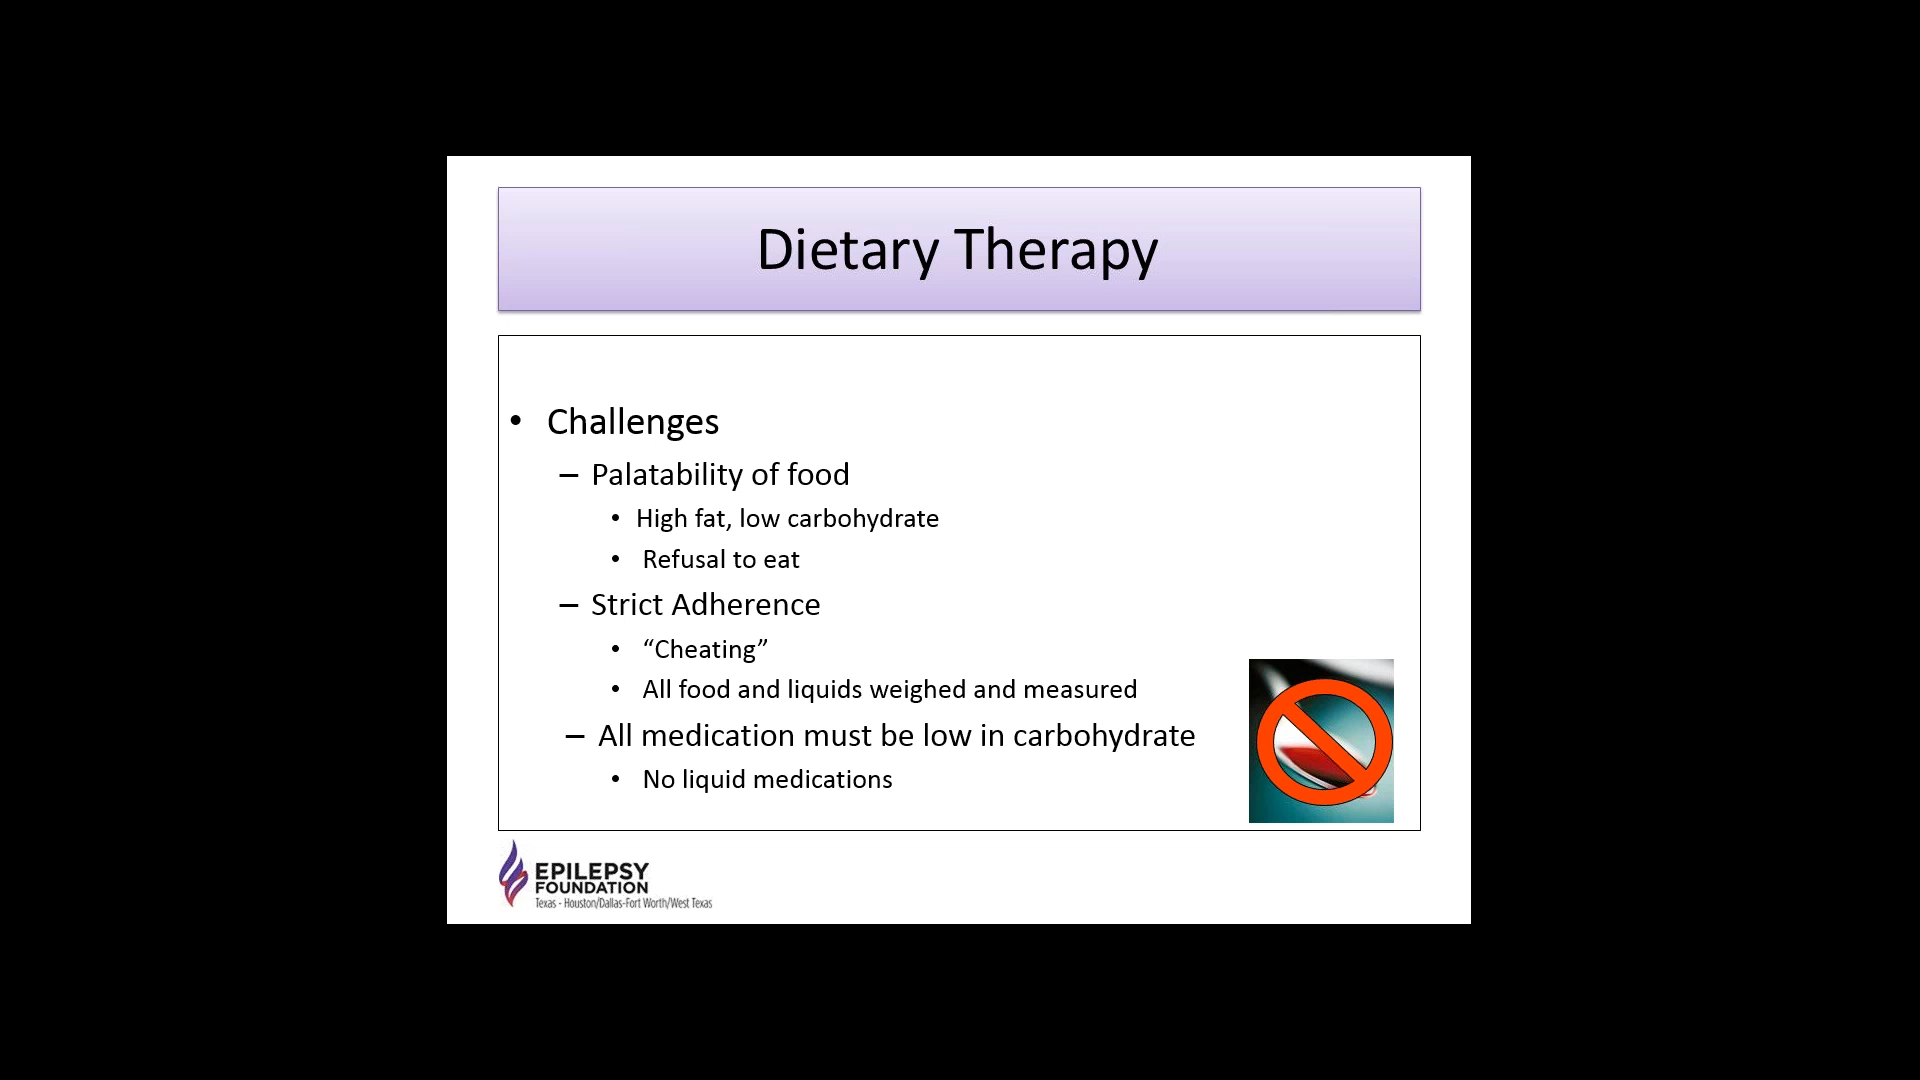 Dietary Therapy
• Challenges
– Palatability of food
• High fat, low carbohydrate
• Refusal to eat
– Strict Adherence
• “Cheating”
• All food and liquids weighed and measured
– All medication must be low in carbohydrate
• No liquid medications
EPILEPSY
FOUNDATION
Texas - Houston/Dallas-Fort Worth/West Texas